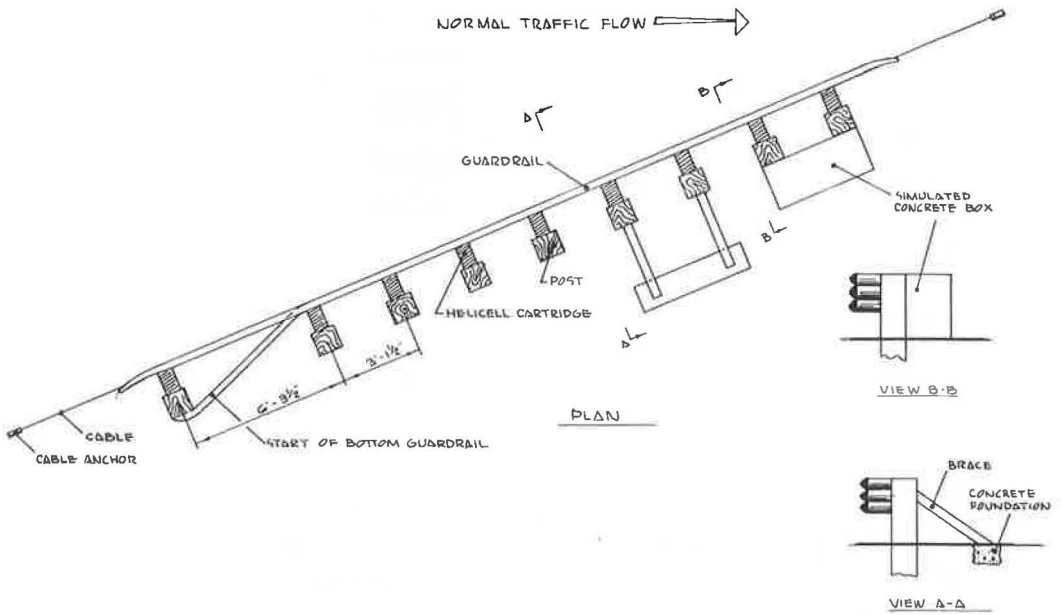 NORMAL TRAFFIC FLOW
B
A
GUARDRAIL
SIMULATED
CONCRETE BOX
B
POST
HELICELL CARTRIDGE
A
3'-1½"
6'-3½"
VIEW B-B
PLAN
CABLE
START OF BOTTOM GUARDRAIL
CABLE ANCHOR
BRACE
CONCRETE
FOUNDATION
VIEW A-A